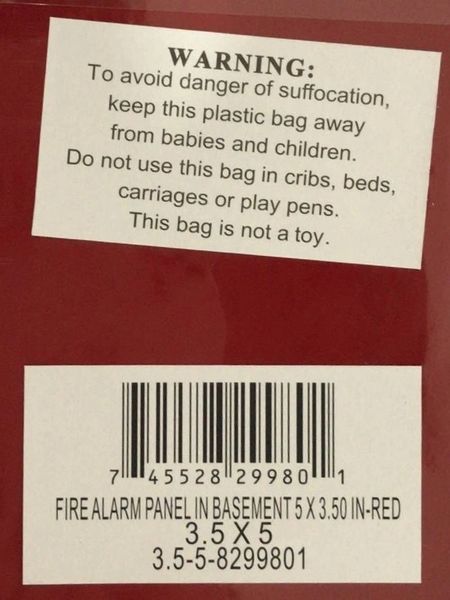 WARNING:
To avoid danger of suffocation,
keep this plastic bag away
from babies and children.
Do not use this bag in cribs, beds,
carriages or play pens.
This bag is not a toy.
7 45528 29980 1
FIRE ALARM PANEL IN BASEMENT 5 X 3.50 IN-RED
3.5 X 5
3.5-5-8299801